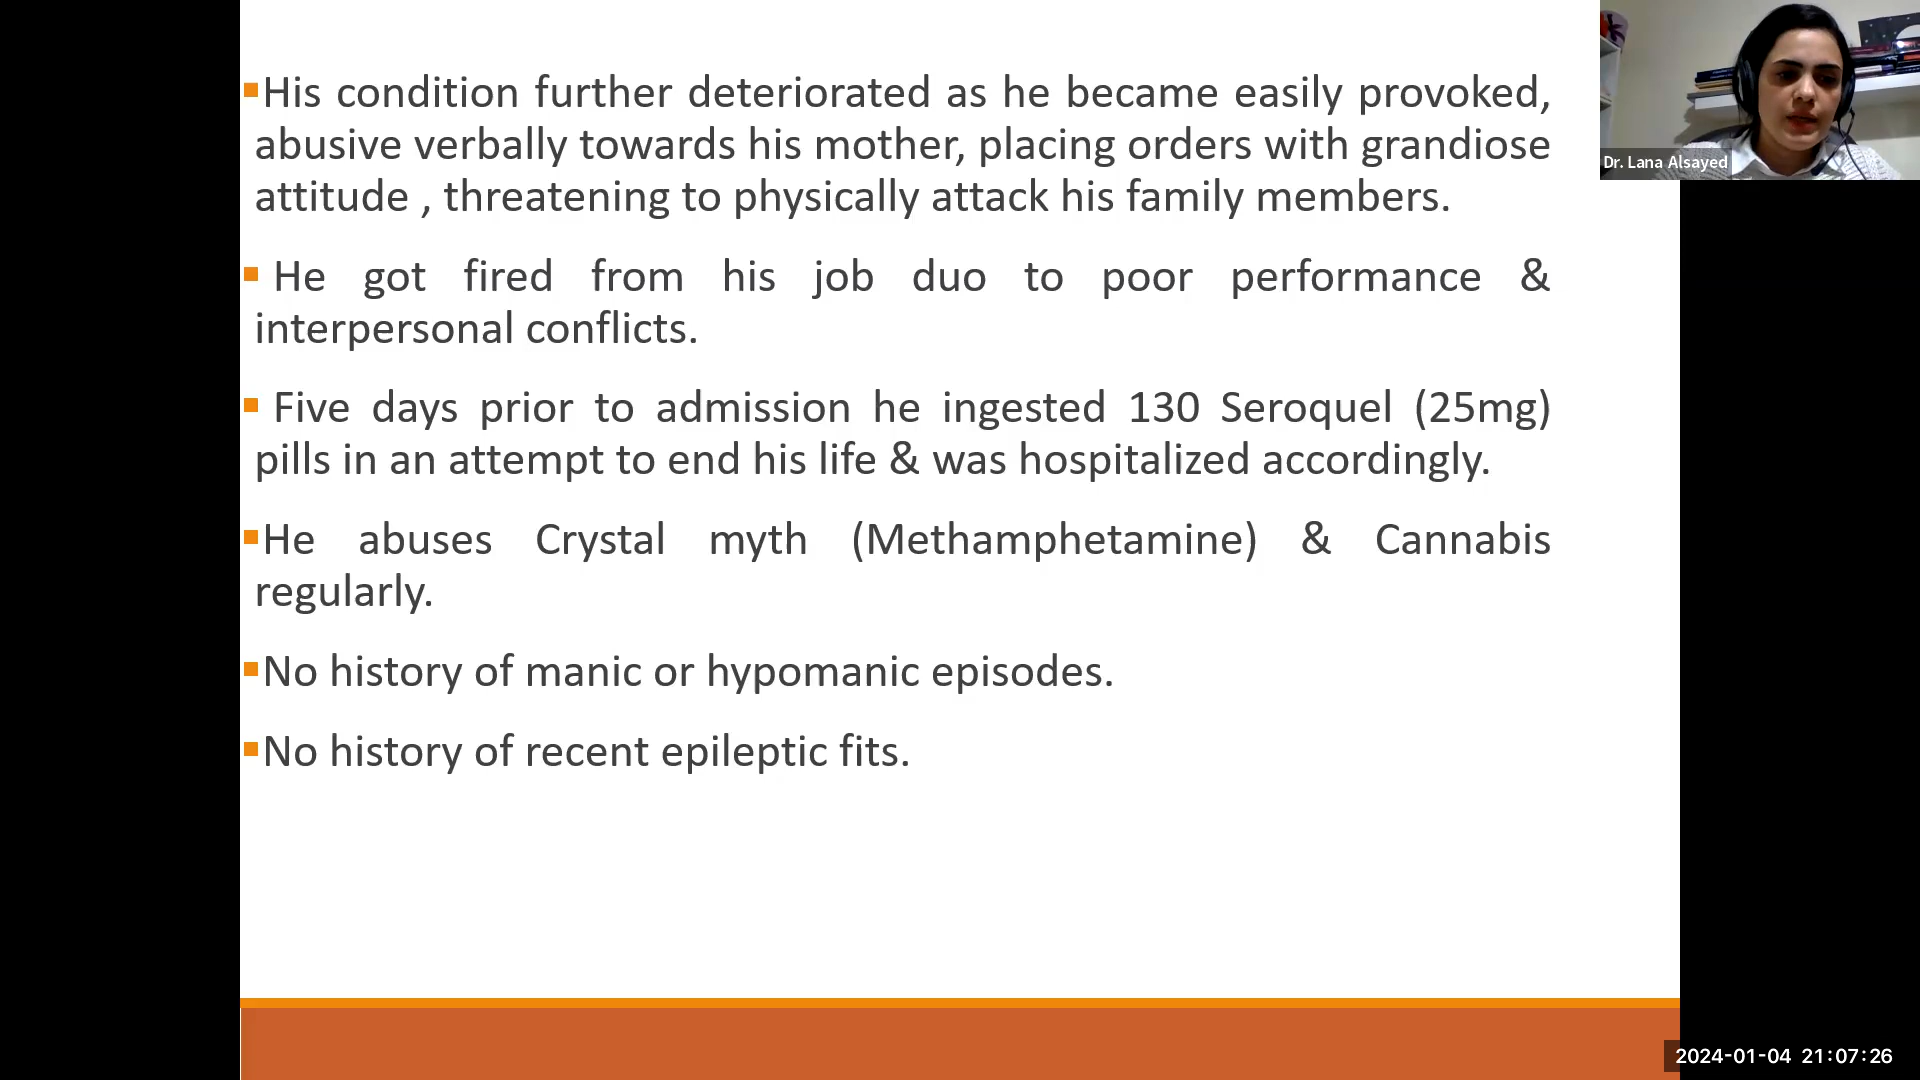 His condition further deteriorated as he became easily provoked,
abusive verbally towards his mother, placing orders with grandiose
attitude , threatening to physically attack his family members.
He got fired from his job duo to poor performance &
interpersonal conflicts.
Five days prior to admission he ingested 130 Seroquel (25mg)
pills in an attempt to end his life & was hospitalized accordingly.
He abuses Crystal myth (Methamphetamine) & Cannabis
regularly.
No history of manic or hypomanic episodes.
No history of recent epileptic fits.
Dr. Lana Alsayed
2024-01-04 21:07:26